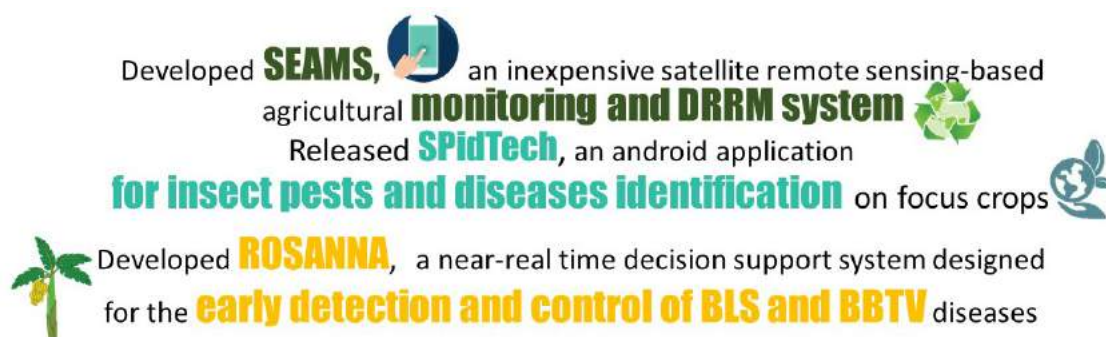 Developed SEAMS, an inexpensive satellite remote sensing-based
agricultural monitoring and DRRM system
Released SPidTech, an android application
for insect pests and diseases identification on focus crops
Developed ROSANNA, a near-real time decision support system designed
for the early detection and control of BLS and BBTV diseases